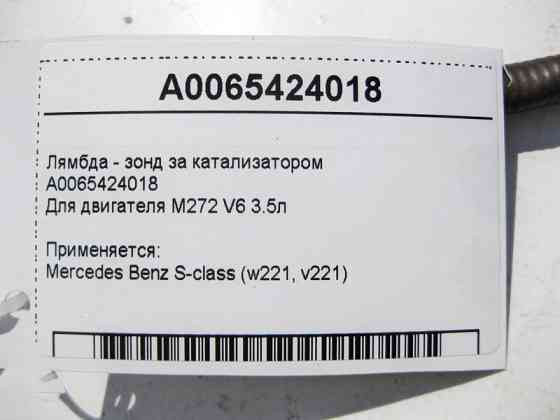 A0065424018
Лямбда - зонд за катализатором
A0065424018
Для двигателя M272 V6 3.5л
Применяется:
Mercedes Benz S-class (w221, v221)